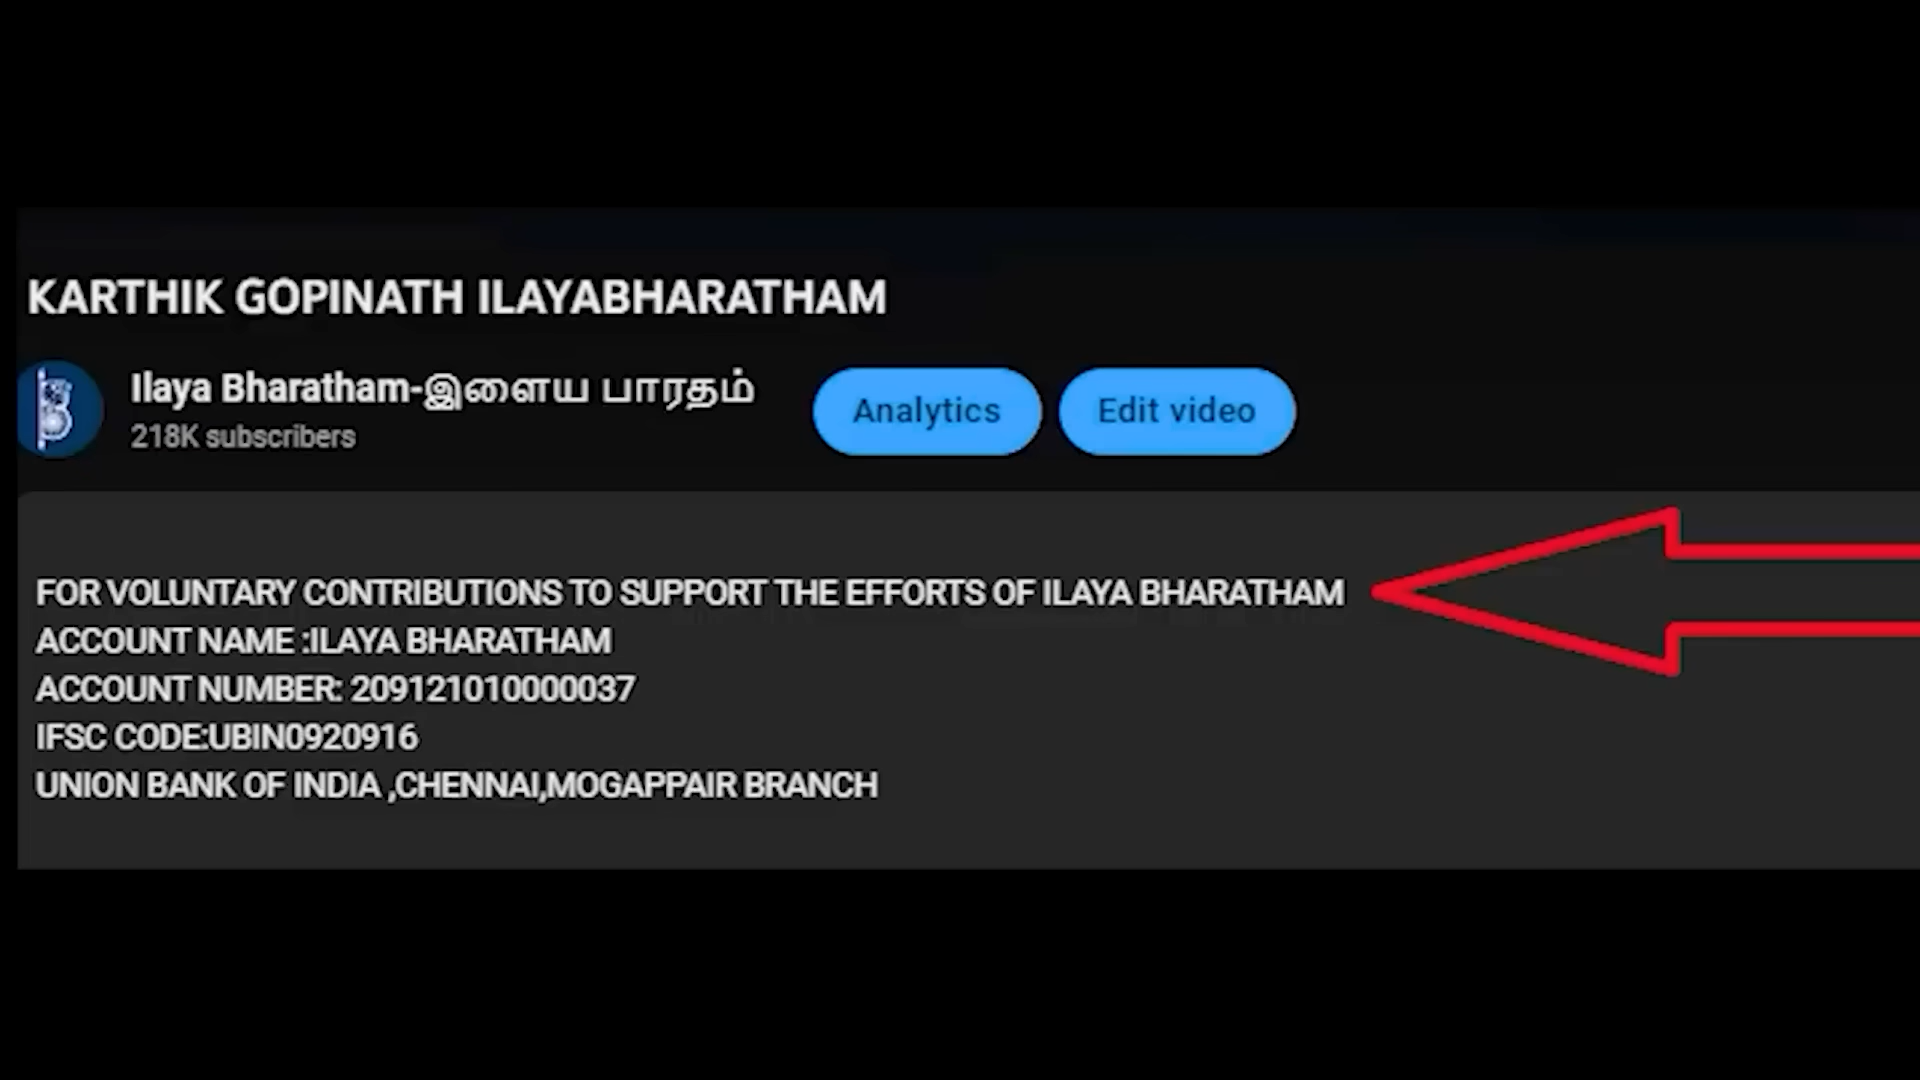 KARTHIK GOPINATH ILAYABHARATHAM
Ilaya Bharatham-இளைய பாரதம்
218K subscribers
Analytics
Edit video
FOR VOLUNTARY CONTRIBUTIONS TO SUPPORT THE EFFORTS OF ILAYA BHARATHAM
ACCOUNT NAME :ILAYA BHARATHAM
ACCOUNT NUMBER: 209121010000037
IFSC CODE:UBIN0920916
UNION BANK OF INDIA ,CHENNAI,MOGAPPAIR BRANCH